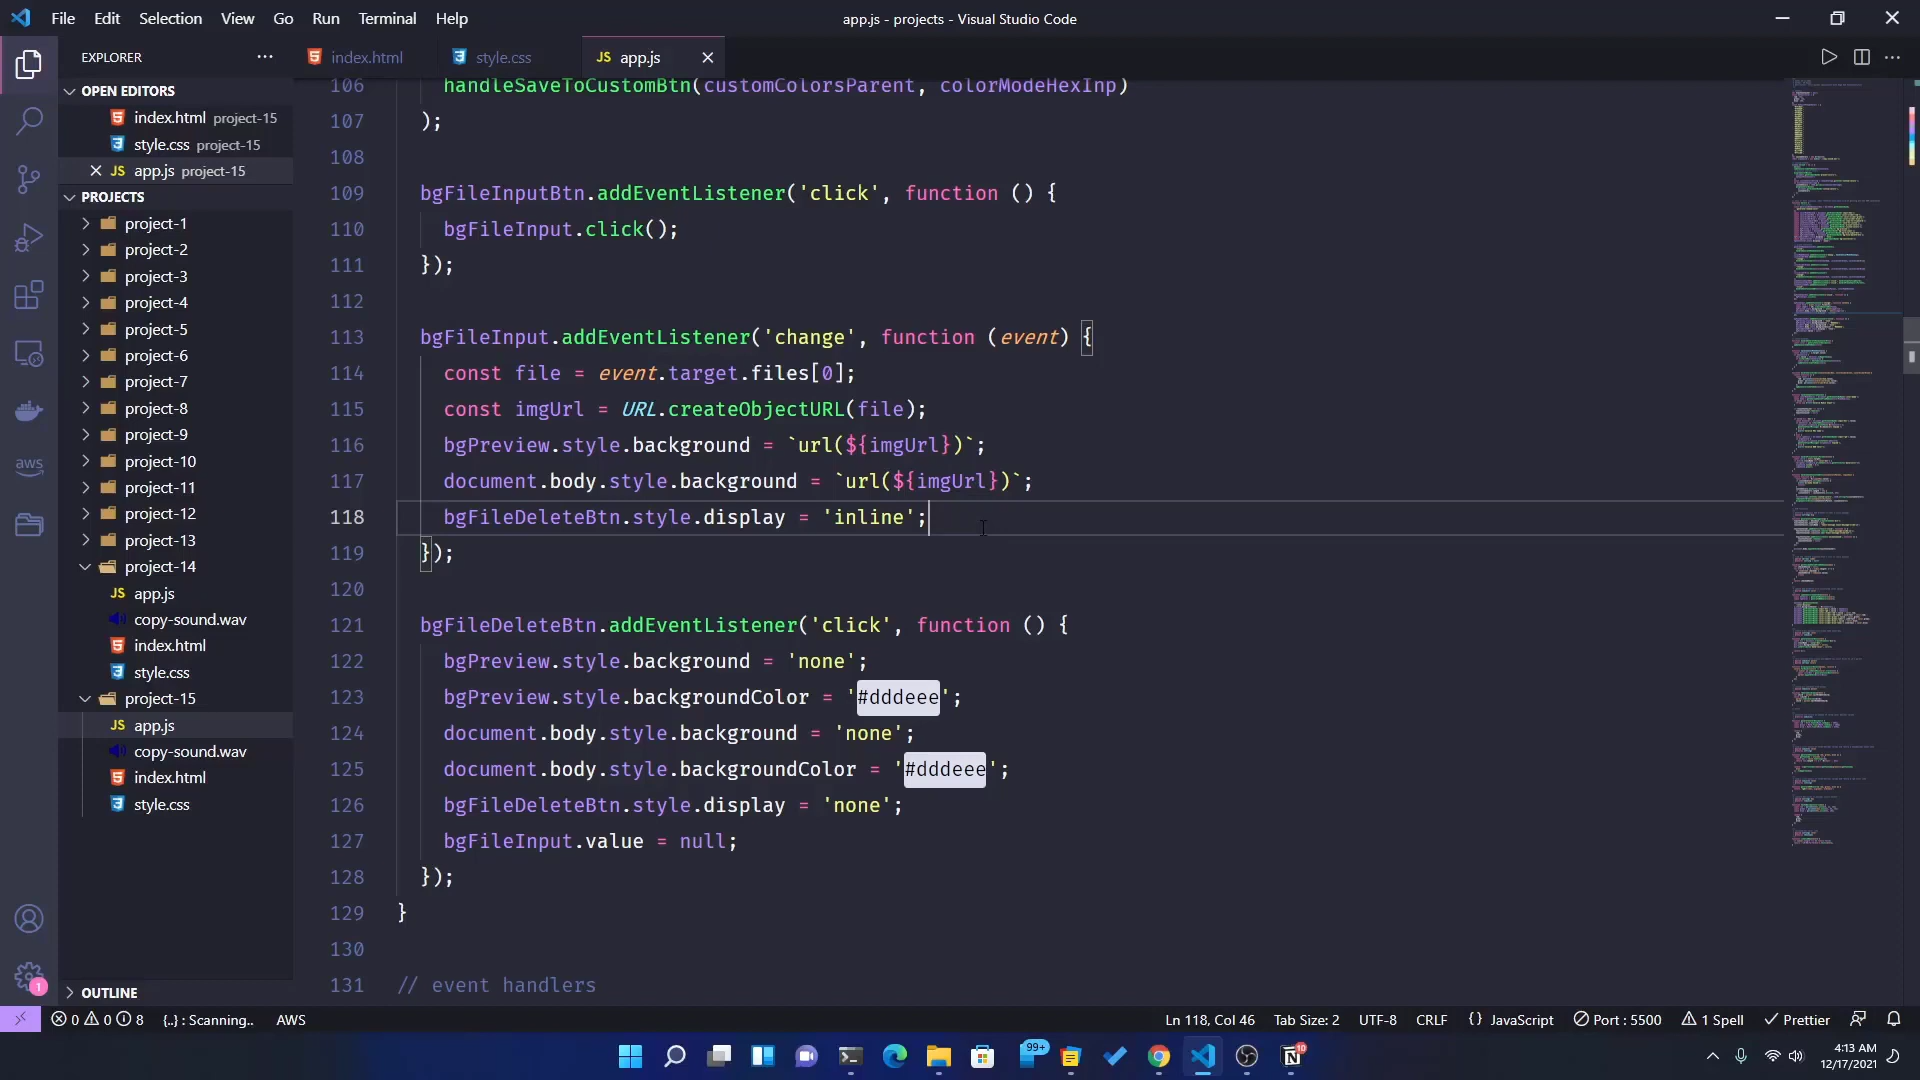 File Edit Selection View Go Run Terminal Help
app.js - projects - Visual Studio Code
EXPLORER
index.html
style.css
JS app.js
OPEN EDITORS
index.html project-15
style.css project-15
JS app.js project-15
PROJECTS
project-1
project-2
project-3
project-4
project-5
project-6
project-7
project-8
project-9
project-10
project-11
project-12
project-13
project-14
JS app.js
copy-sound.wav
index.html
style.css
project-15
JS app.js
copy-sound.wav
index.html
style.css
OUTLINE
aws
1
106 handleSaveToCustomBtn(customColorsParent, colorModeHexInp)
107 );
108
109 bgFileInputBtn.addEventListener('click', function () {
110 bgFileInput.click();
111 });
112
113 bgFileInput.addEventListener('change', function (event) {
114 const file = event.target.files[0];
115 const imgUrl = URL.createObjectURL(file);
116 bgPreview.style.background = `url(${imgUrl})`;
117 document.body.style.background = `url(${imgUrl})`;
118 bgFileDeleteBtn.style.display = 'inline';
119 });
120
121 bgFileDeleteBtn.addEventListener('click', function () {
122 bgPreview.style.background = 'none';
123 bgPreview.style.backgroundColor = '#dddeee';
124 document.body.style.background = 'none';
125 document.body.style.backgroundColor = '#dddeee';
126 bgFileDeleteBtn.style.display = 'none';
127 bgFileInput.value = null;
128 });
129 }
130
131 // event handlers
0 0 8 {..} : Scanning.. AWS
Ln 118, Col 46 Tab Size: 2 UTF-8 CRLF {} JavaScript Port : 5500 1 Spell Prettier
99+
10
4:13 AM
12/17/2021